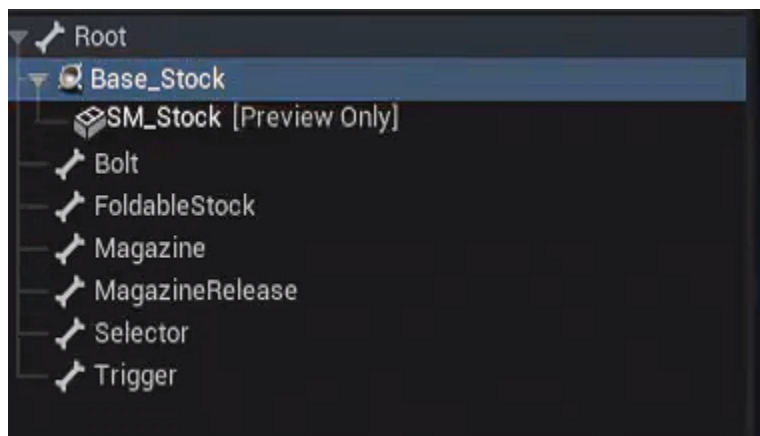 Root
Base_Stock
SM_Stock [Preview Only]
Bolt
FoldableStock
Magazine
MagazineRelease
Selector
Trigger